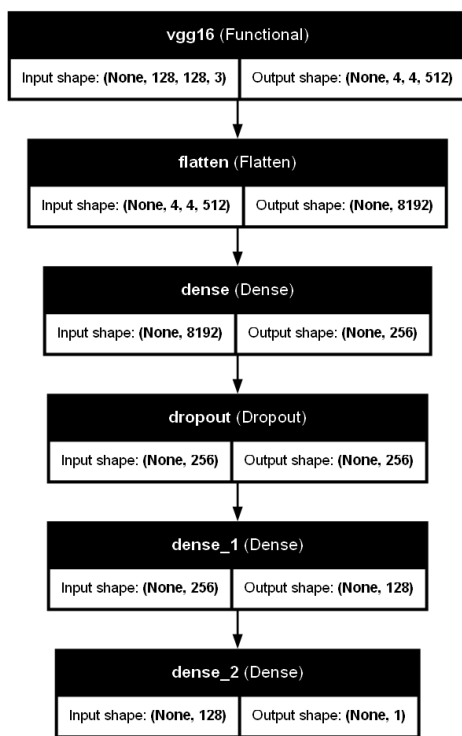 vgg16 (Functional)
Input shape: (None, 128, 128, 3) Output shape: (None, 4, 4, 512)
flatten (Flatten)
Input shape: (None, 4, 4, 512) Output shape: (None, 8192)
dense (Dense)
Input shape: (None, 8192) Output shape: (None, 256)
dropout (Dropout)
Input shape: (None, 256) Output shape: (None, 256)
dense_1 (Dense)
Input shape: (None, 256) Output shape: (None, 128)
dense_2 (Dense)
Input shape: (None, 128) Output shape: (None, 1)